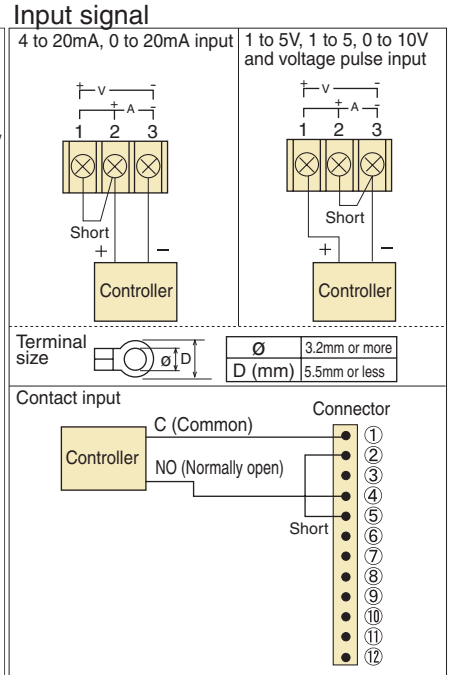 Input signal
4 to 20mA, 0 to 20mA input
+ V -
+ A -
1 2 3
Short
+ -
Controller
1 to 5V, 1 to 5, 0 to 10V
and voltage pulse input
+ V -
+ A -
1 2 3
Short
+ -
Controller
Terminal
size
ø D
Ø 3.2mm or more
D (mm) 5.5mm or less
Contact input
Connector
C (Common)
Controller
NO (Normally open)
Short
①
②
③
④
⑤
⑥
⑦
⑧
⑨
⑩
⑪
⑫